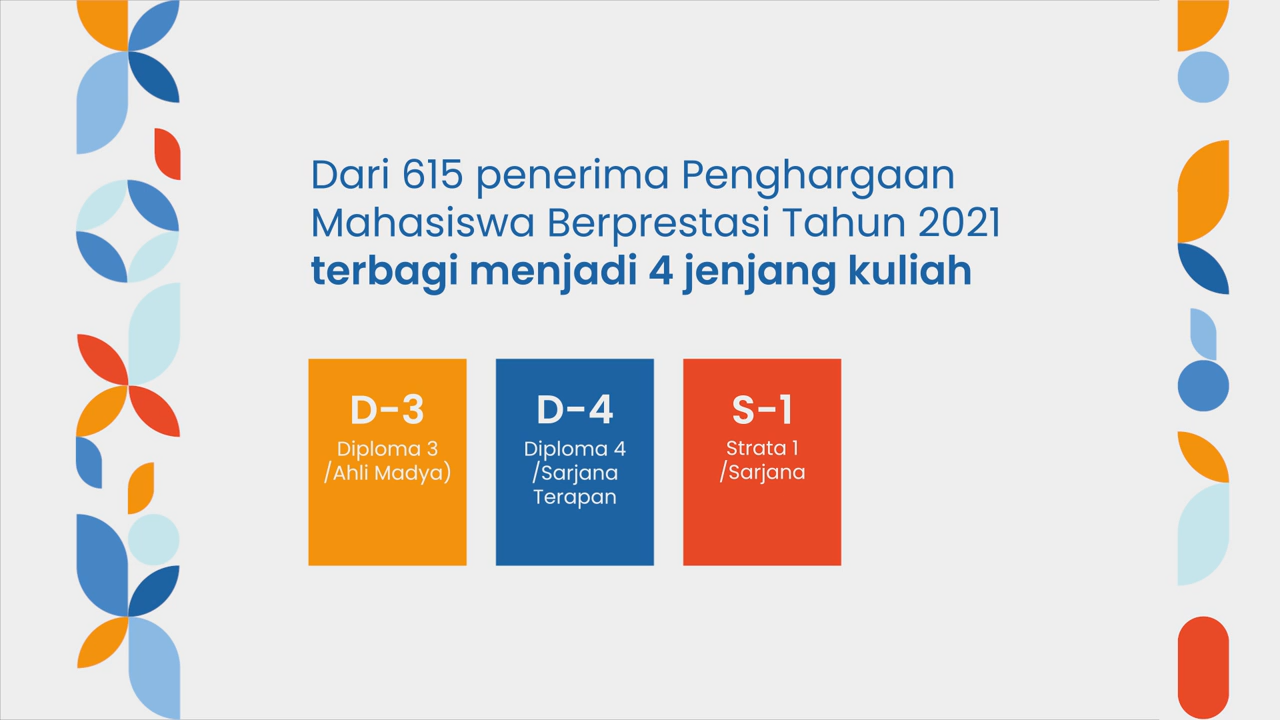 Dari 615 penerima Penghargaan
Mahasiswa Berprestasi Tahun 2021
terbagi menjadi 4 jenjang kuliah
D-3
Diploma 3
/Ahli Madya)
D-4
Diploma 4
/Sarjana
Terapan
S-1
Strata 1
/Sarjana